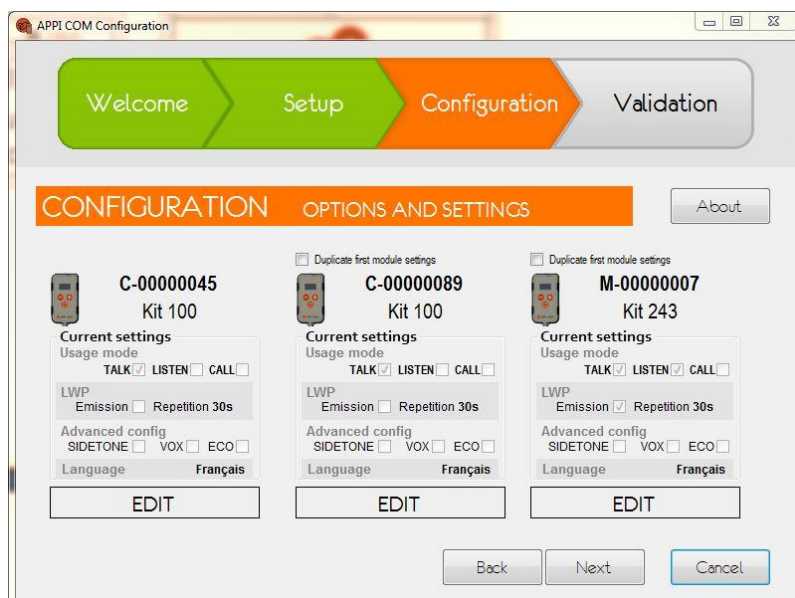 APPI COM Configuration
Welcome
Setup
Configuration
Validation
CONFIGURATION OPTIONS AND SETTINGS
About
C-00000045
Kit 100
Current settings
Usage mode
TALK LISTEN CALL
LWP
Emission Repetition 30s
Advanced config
SIDETONE VOX ECO
Language Français
EDIT
Duplicate first module settings
C-00000089
Kit 100
Current settings
Usage mode
TALK LISTEN CALL
LWP
Emission Repetition 30s
Advanced config
SIDETONE VOX ECO
Language Français
EDIT
Duplicate first module settings
M-00000007
Kit 243
Current settings
Usage mode
TALK LISTEN CALL
LWP
Emission Repetition 30s
Advanced config
SIDETONE VOX ECO
Language Français
EDIT
Back
Next
Cancel